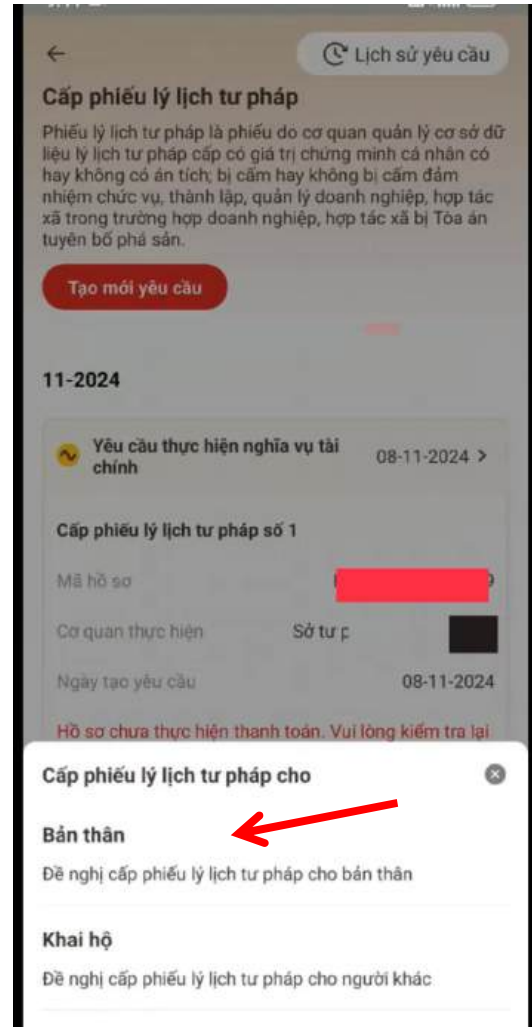 Lịch sử yêu cầu
Cấp phiếu lý lịch tư pháp
Phiếu lý lịch tư pháp là phiếu do cơ quan quản lý cơ sở dữ
liệu lý lịch tư pháp cấp có giá trị chứng minh cá nhân có
hay không có án tích; bị cấm hay không bị cấm đảm
nhiệm chức vụ, thành lập, quản lý doanh nghiệp, hợp tác
xã trong trường hợp doanh nghiệp, hợp tác xã bị Tòa án
tuyên bố phá sản.
Tạo mới yêu cầu
11-2024
Yêu cầu thực hiện nghĩa vụ tài
chính
08-11-2024 >
Cấp phiếu lý lịch tư pháp số 1
Mã hồ sơ
Cơ quan thực hiện Sở tư p
Ngày tạo yêu cầu 08-11-2024
Hồ sơ chưa thực hiện thanh toán. Vui lòng kiểm tra lại
Cấp phiếu lý lịch tư pháp cho
Bản thân
Đề nghị cấp phiếu lý lịch tư pháp cho bản thân
Khai hộ
Đề nghị cấp phiếu lý lịch tư pháp cho người khác